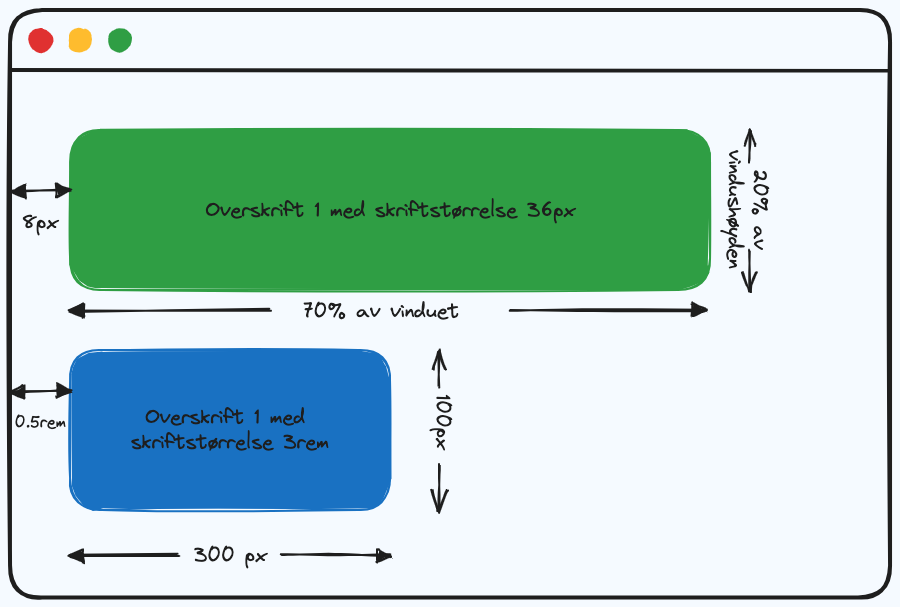 Overskrift 1 med skriftstørrelse 36px
20% av
vindushøyden
8px
70% av vinduet
Overskrift 1 med
skriftstørrelse 3rem
100px
0.5rem
300 px